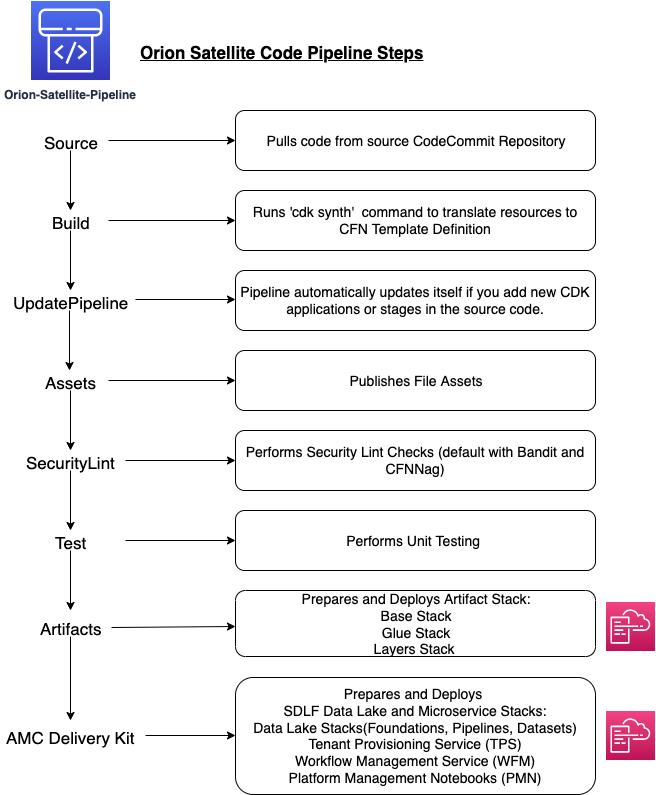 Orion Satellite Code Pipeline Steps
Orion-Satellite-Pipeline
Source
Pulls code from source CodeCommit Repository
Build
Runs 'cdk synth' command to translate resources to
CFN Template Definition
UpdatePipeline
Pipeline automatically updates itself if you add new CDK
applications or stages in the source code.
Assets
Publishes File Assets
SecurityLint
Performs Security Lint Checks (default with Bandit and
CFNNag)
Test
Performs Unit Testing
Artifacts
Prepares and Deploys Artifact Stack:
Base Stack
Glue Stack
Layers Stack
AMC Delivery Kit
Prepares and Deploys
SDLF Data Lake and Microservice Stacks:
Data Lake Stacks(Foundations, Pipelines, Datasets)
Tenant Provisioning Service (TPS)
Workflow Management Service (WFM)
Platform Management Notebooks (PMN)